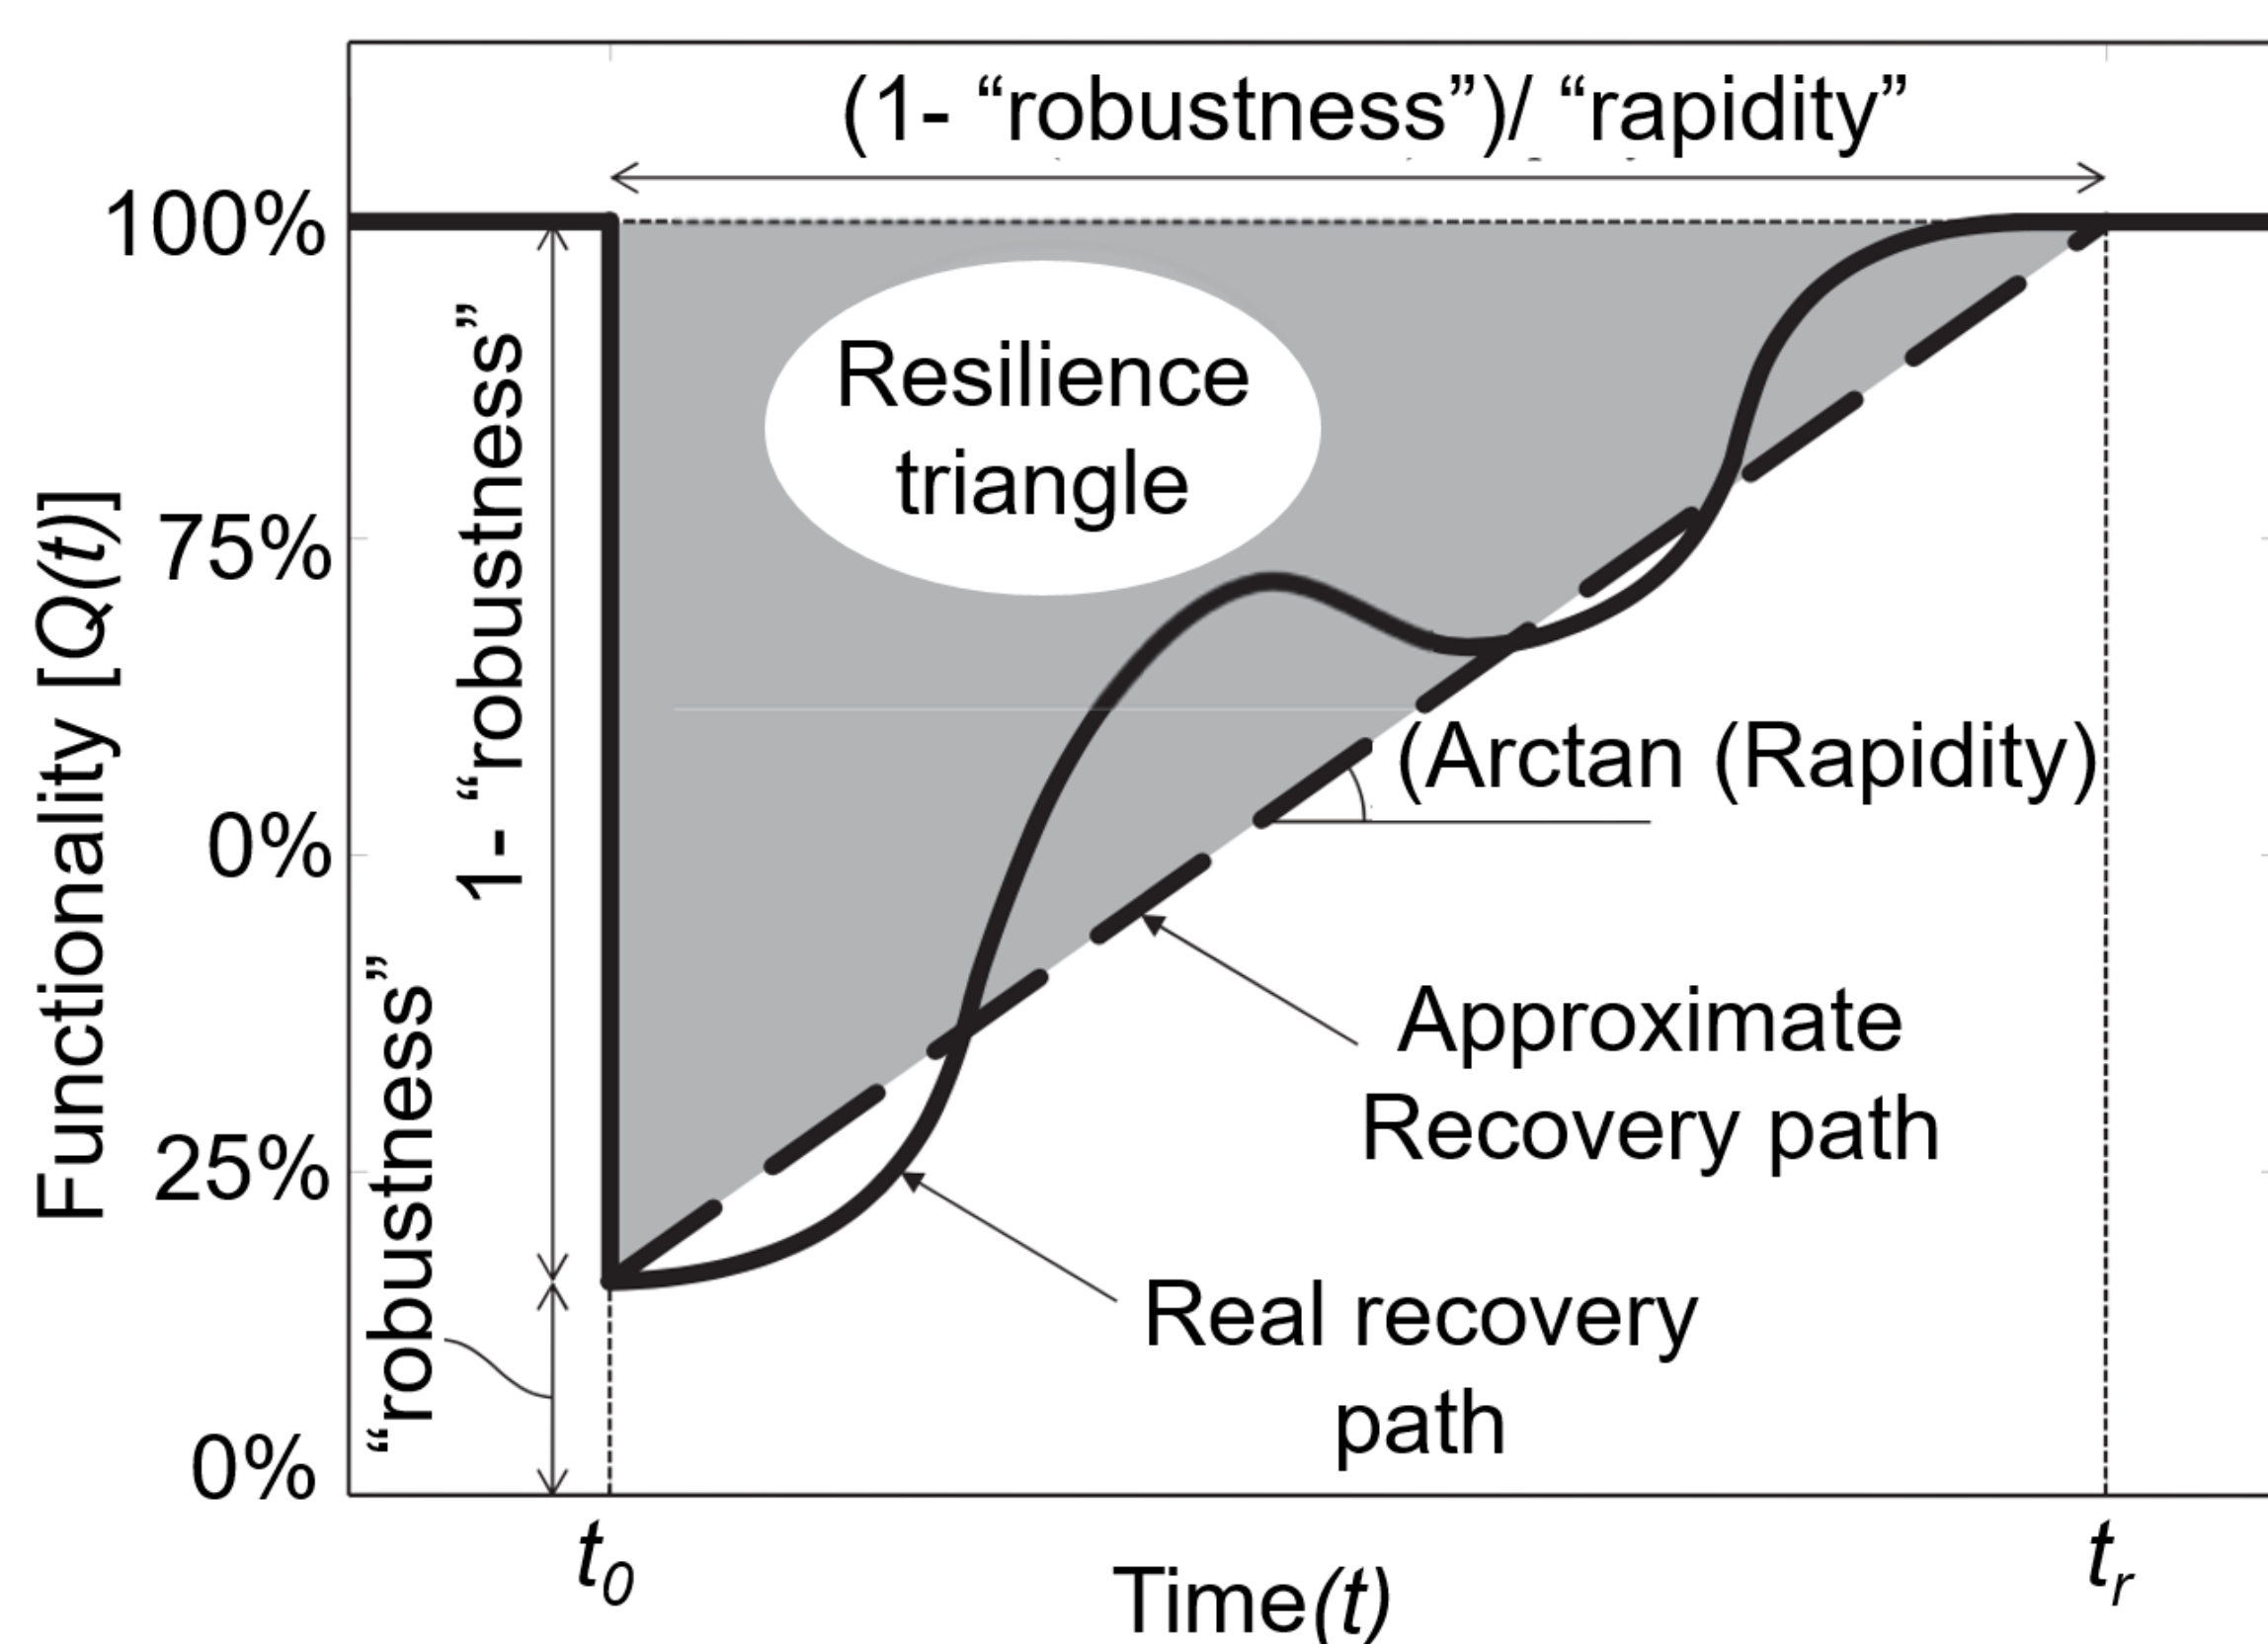 (1- “robustness”)/ “rapidity”
100%
75%
0%
25%
0%
Functionality [Q(t)]
1- “robustness”
“robustness”
Resilience
triangle
(Arctan (Rapidity)
Approximate
Recovery path
Real recovery
path
t0
Time(t)
tr